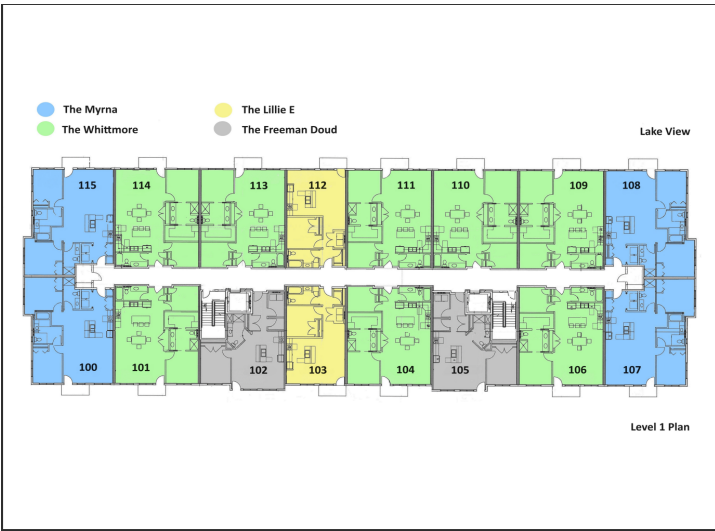 The Myrna
The Lillie E
The Whittmore
The Freeman Doud
Lake View
115 114 113 112 111 110 109 108
100 101 102 103 104 105 106 107
Level 1 Plan